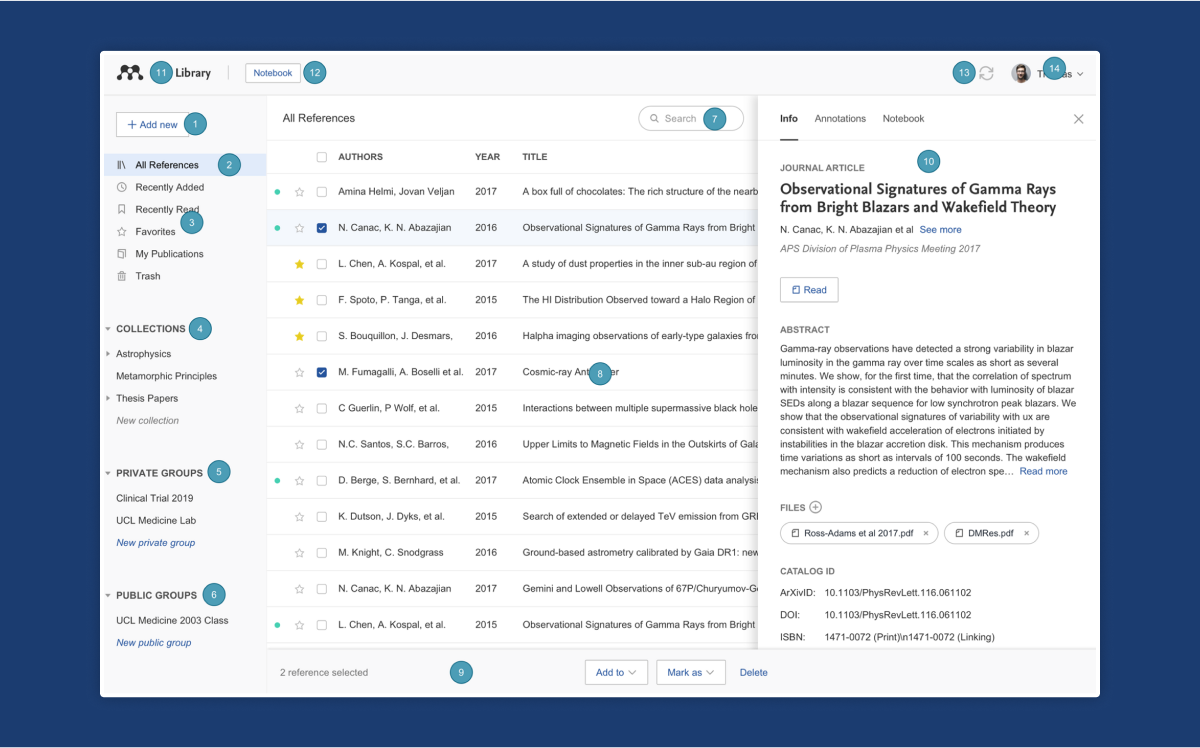 11 Library
Notebook 12
13
14
+ Add new 1
All References 2
Recently Added
Recently Read
3
Favorites
My Publications
Trash
COLLECTIONS 4
Astrophysics
Metamorphic Principles
Thesis Papers
New collection
PRIVATE GROUPS 5
Clinical Trial 2019
UCL Medicine Lab
New private group
PUBLIC GROUPS 6
UCL Medicine 2003 Class
New public group
All References
Search 7
AUTHORS YEAR TITLE
Amina Helmi, Jovan Veljan 2017 A box full of chocolates: The rich structure of the nearb
N. Canac, K. N. Abazajian 2016 Observational Signatures of Gamma Rays from Bright
L. Chen, A. Kospal, et al. 2017 A study of dust properties in the inner sub-au region of
F. Spoto, P. Tanga, et al. 2015 The HI Distribution Observed toward a Halo Region of
S. Bouquillon, J. Desmars, 2016 Halpha imaging observations of early-type galaxies fro
M. Fumagalli, A. Boselli et al. 2017 Cosmic-ray 8
C Guerlin, P Wolf, et al. 2015 Interactions between multiple supermassive black hole
N.C. Santos, S.C. Barros, 2016 Upper Limits to Magnetic Fields in the Outskirts of Gala
D. Berge, S. Bernhard, et al. 2017 Atomic Clock Ensemble in Space (ACES) data analysis
K. Dutson, J. Dyks, et al. 2015 Search of extended or delayed TeV emission from GRB
M. Knight, C. Snodgrass 2016 Ground-based astrometry calibrated by Gaia DR1: new
N. Canac, K. N. Abazajian 2017 Gemini and Lowell Observations of 67P/Churyumov-Ge
L. Chen, A. Kospal, et al. 2015 Observational Signatures of Gamma Rays from Bright
2 reference selected 9
Add to
Mark as
Delete
Info Annotations Notebook
10
JOURNAL ARTICLE
Observational Signatures of Gamma Rays
from Bright Blazars and Wakefield Theory
N. Canac, K. N. Abazajian et al See more
APS Division of Plasma Physics Meeting 2017
Read
ABSTRACT
Gamma-ray observations have detected a strong variability in blazar
luminosity in the gamma ray over time scales as short as several
minutes. We show, for the first time, that the correlation of spectrum
with intensity is consistent with the behavior with luminosity of blazar
SEDs along a blazar sequence for low synchrotron peak blazars. We
show that the observational signatures of variability with ux are
consistent with wakefield acceleration of electrons initiated by
instabilities in the blazar accretion disk. This mechanism produces
time variations as short as intervals of 100 seconds. The wakefield
mechanism also predicts a reduction of electron spe… Read more
FILES
Ross-Adams et al 2017.pdf × DMRes.pdf ×
CATALOG ID
ArXivID: 10.1103/PhysRevLett.116.061102
DOI: 10.1103/PhysRevLett.116.061102
ISBN: 1471-0072 (Print)\n1471-0072 (Linking)